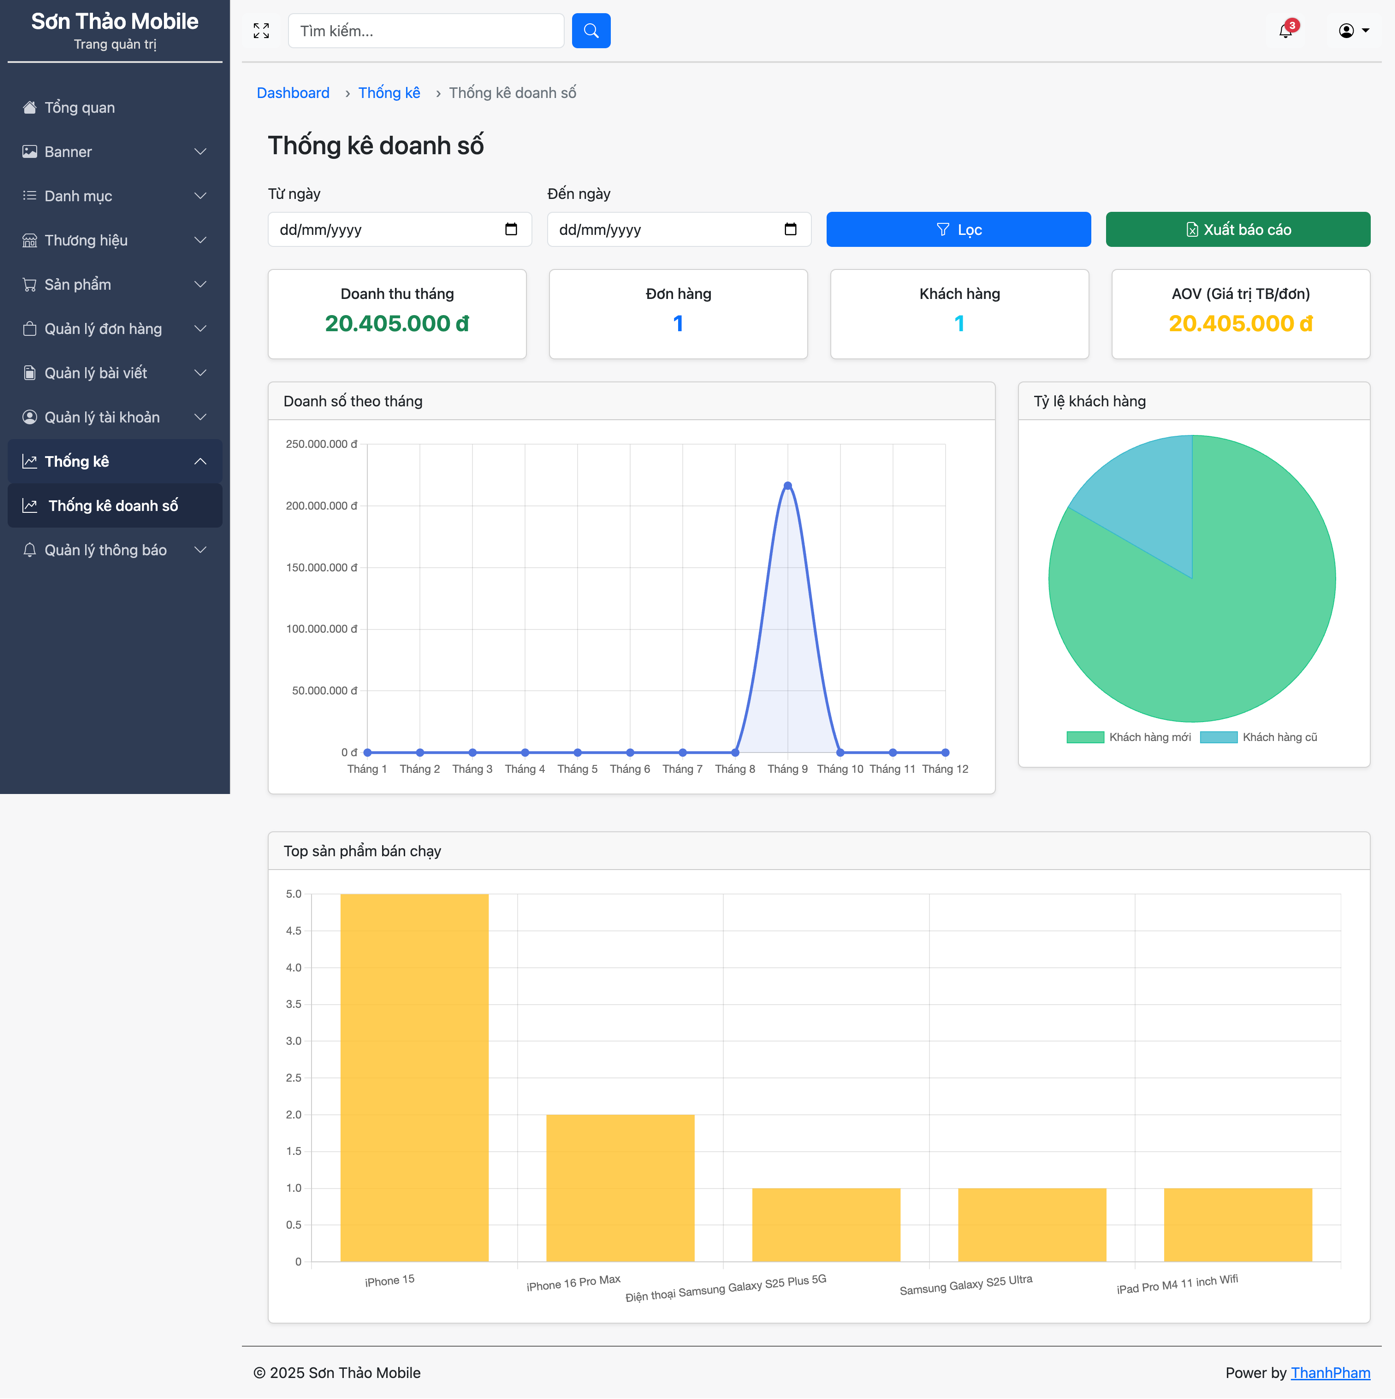 Sơn Thảo Mobile
Trang quản trị
Tổng quan
Banner
Danh mục
Thương hiệu
Sản phẩm
Quản lý đơn hàng
Quản lý bài viết
Quản lý tài khoản
Thống kê
Thống kê doanh số
Quản lý thông báo
Tìm kiếm...
3
Dashboard › Thống kê › Thống kê doanh số
Thống kê doanh số
Từ ngày
Đến ngày
dd/mm/yyyy
dd/mm/yyyy
Lọc
Xuất báo cáo
Doanh thu tháng
20.405.000 đ
Đơn hàng
1
Khách hàng
1
AOV (Giá trị TB/đơn)
20.405.000 đ
Doanh số theo tháng
250.000.000 đ
200.000.000 đ
150.000.000 đ
100.000.000 đ
50.000.000 đ
0 đ
Tháng 1 Tháng 2 Tháng 3 Tháng 4 Tháng 5 Tháng 6 Tháng 7 Tháng 8 Tháng 9 Tháng 10 Tháng 11 Tháng 12
Tỷ lệ khách hàng
Khách hàng mới Khách hàng cũ
Top sản phẩm bán chạy
5.0
4.5
4.0
3.5
3.0
2.5
2.0
1.5
1.0
0.5
0
iPhone 15
iPhone 16 Pro Max
Điện thoại Samsung Galaxy S25 Plus 5G
Samsung Galaxy S25 Ultra
iPad Pro M4 11 inch Wifi
© 2025 Sơn Thảo Mobile
Power by ThanhPham